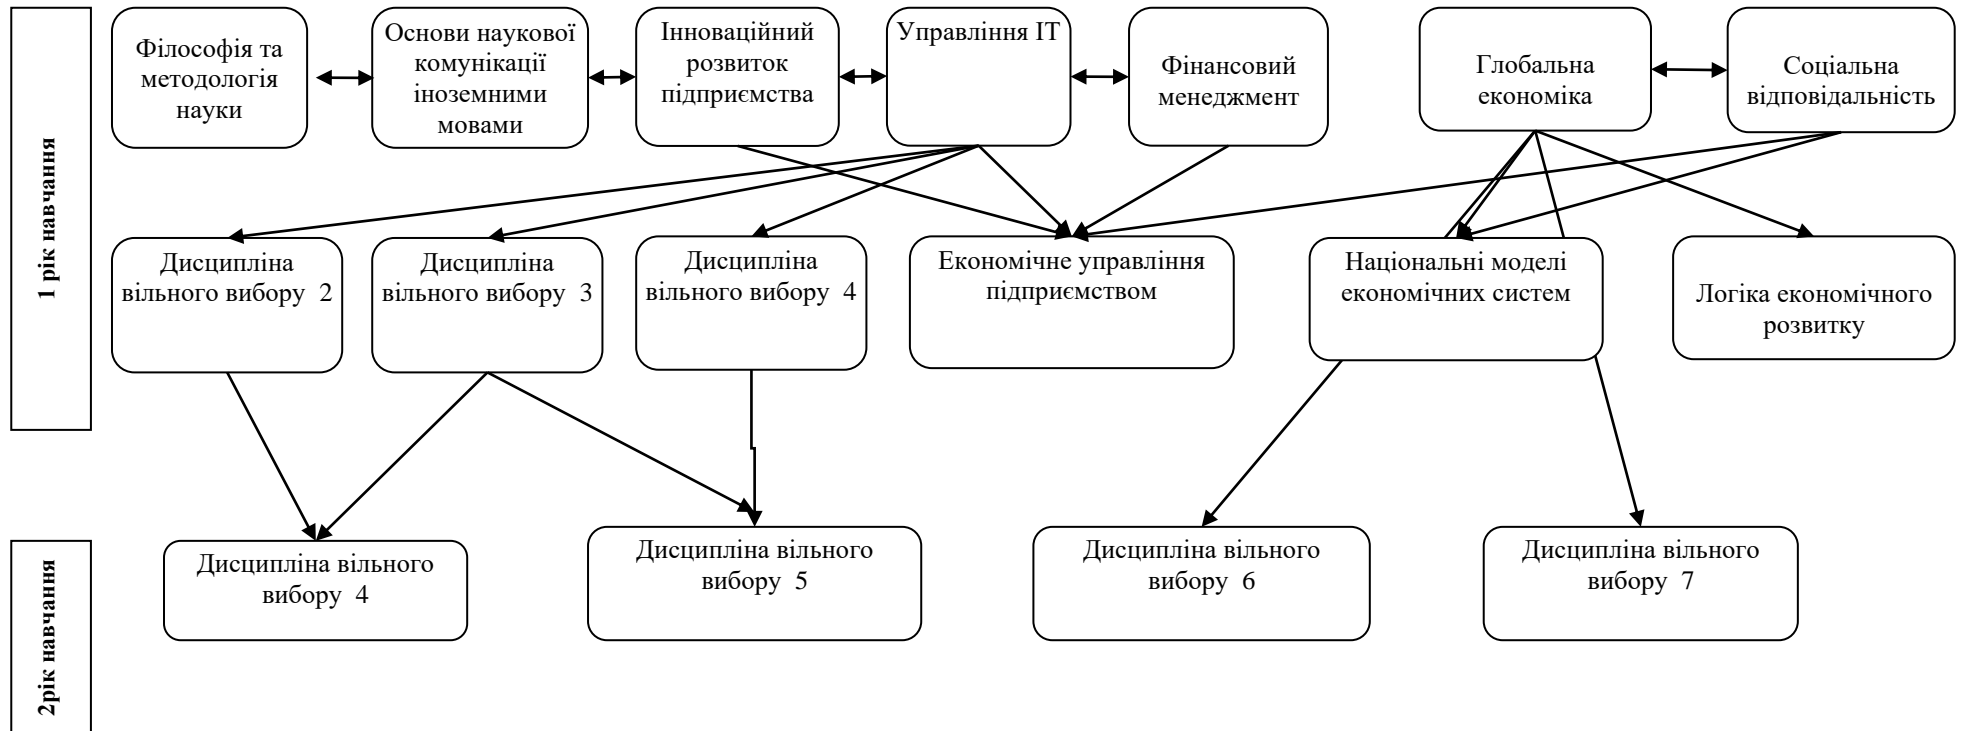 1 рік навчання
Філософія та
методологія
науки
Основи наукової
комунікації
іноземними
мовами
Інноваційний
розвиток
підприємства
Управління ІТ
Фінансовий
менеджмент
Глобальна
економіка
Соціальна
відповідальність
Дисципліна
вільного вибору 2
Дисципліна
вільного вибору 3
Дисципліна
вільного вибору 4
Економічне управління
підприємством
Національні моделі
економічних систем
Логіка економічного
розвитку
2рік навчання
Дисципліна вільного
вибору 4
Дисципліна вільного
вибору 5
Дисципліна вільного
вибору 6
Дисципліна вільного
вибору 7